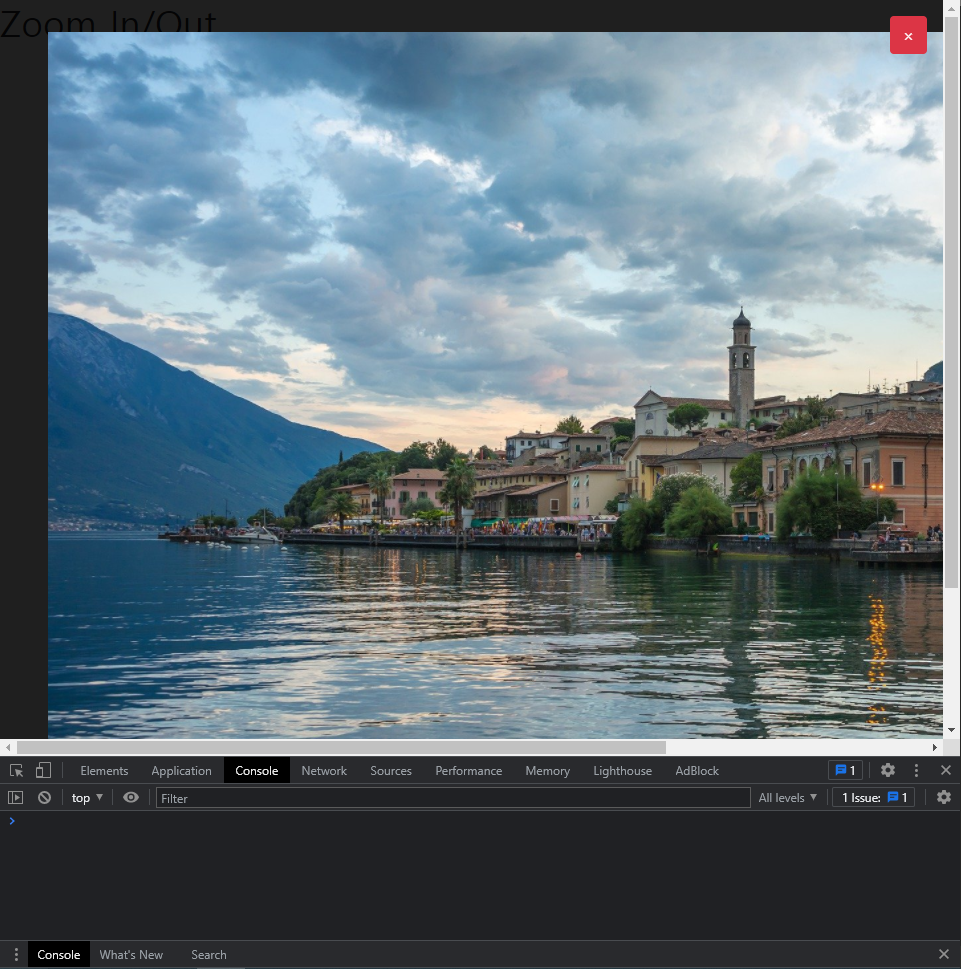 Zoom In/Out
×
Elements Application Console Network Sources Performance Memory Lighthouse AdBlock 1
top Filter All levels 1 Issue: 1
Console What's New Search